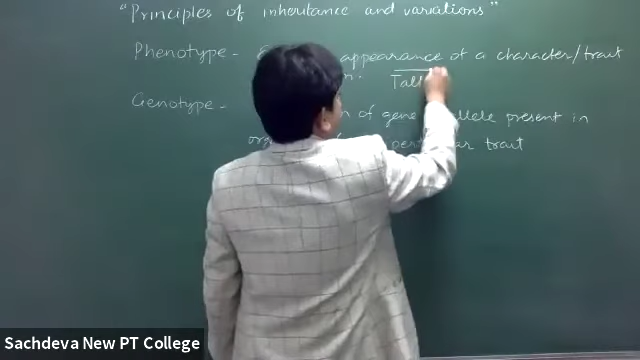 "Principles of inheritance and variations"
Phenotype - appearance of a character/trait
Tall
Genotype - of gene allele present in
trait
Sachdeva New PT College